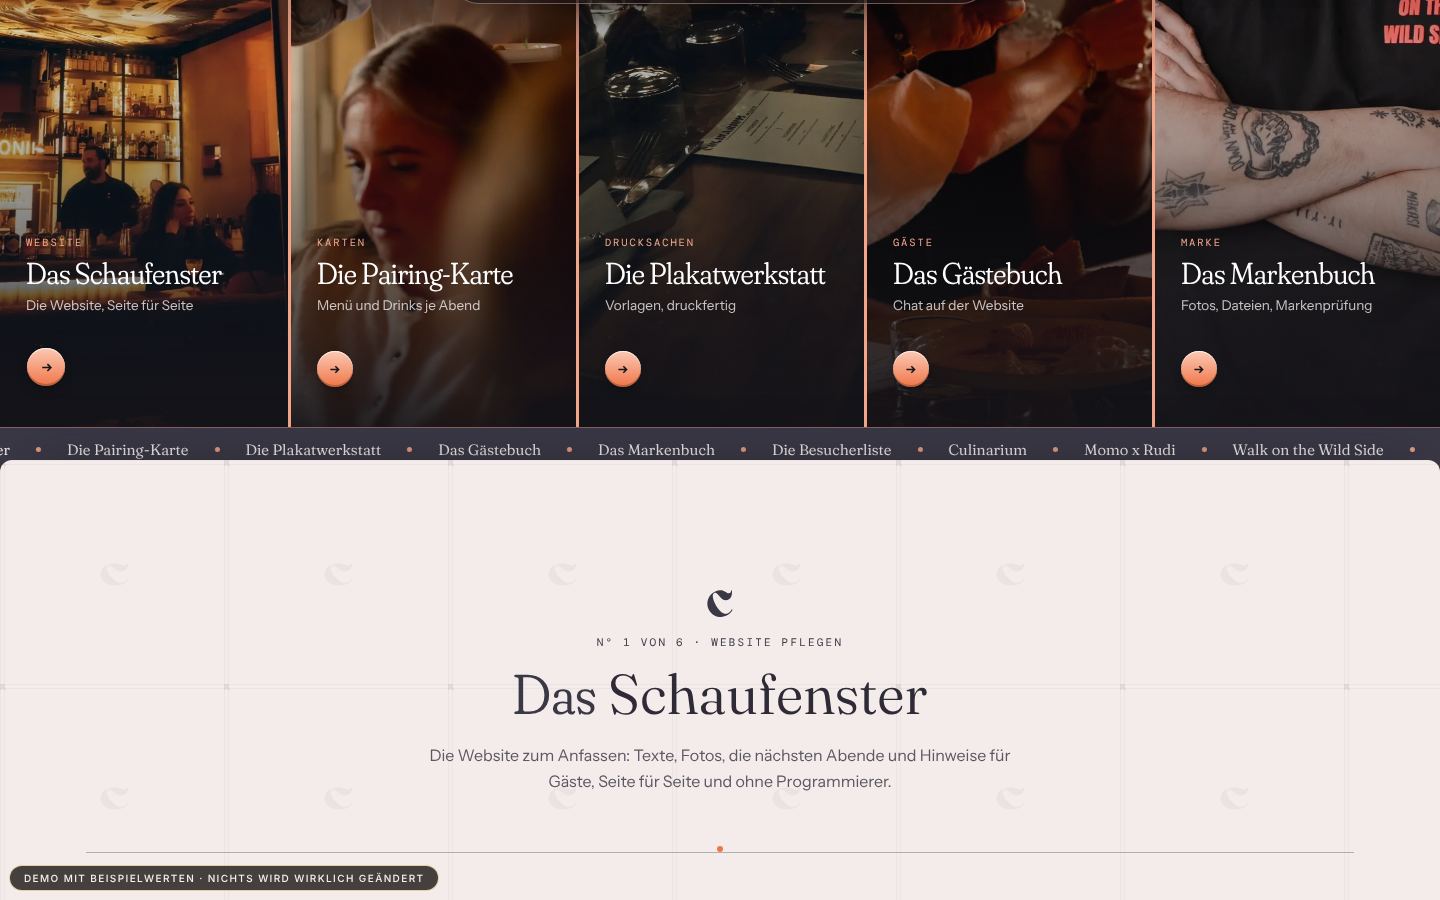 ON TH
WILD S
WEBSITE
Das Schaufenster
Die Website, Seite für Seite
KARTEN
Die Pairing-Karte
Menü und Drinks je Abend
DRUCKSACHEN
Die Plakatwerkstatt
Vorlagen, druckfertig
GÄSTE
Das Gästebuch
Chat auf der Website
MARKE
Das Markenbuch
Fotos, Dateien, Markenprüfung
er • Die Pairing-Karte • Die Plakatwerkstatt • Das Gästebuch • Das Markenbuch • Die Besucherliste • Culinarium • Momo x Rudi • Walk on the Wild Side •
N° 1 VON 6 · WEBSITE PFLEGEN
Das Schaufenster
Die Website zum Anfassen: Texte, Fotos, die nächsten Abende und Hinweise für
Gäste, Seite für Seite und ohne Programmierer.
DEMO MIT BEISPIELWERTEN · NICHTS WIRD WIRKLICH GEÄNDERT